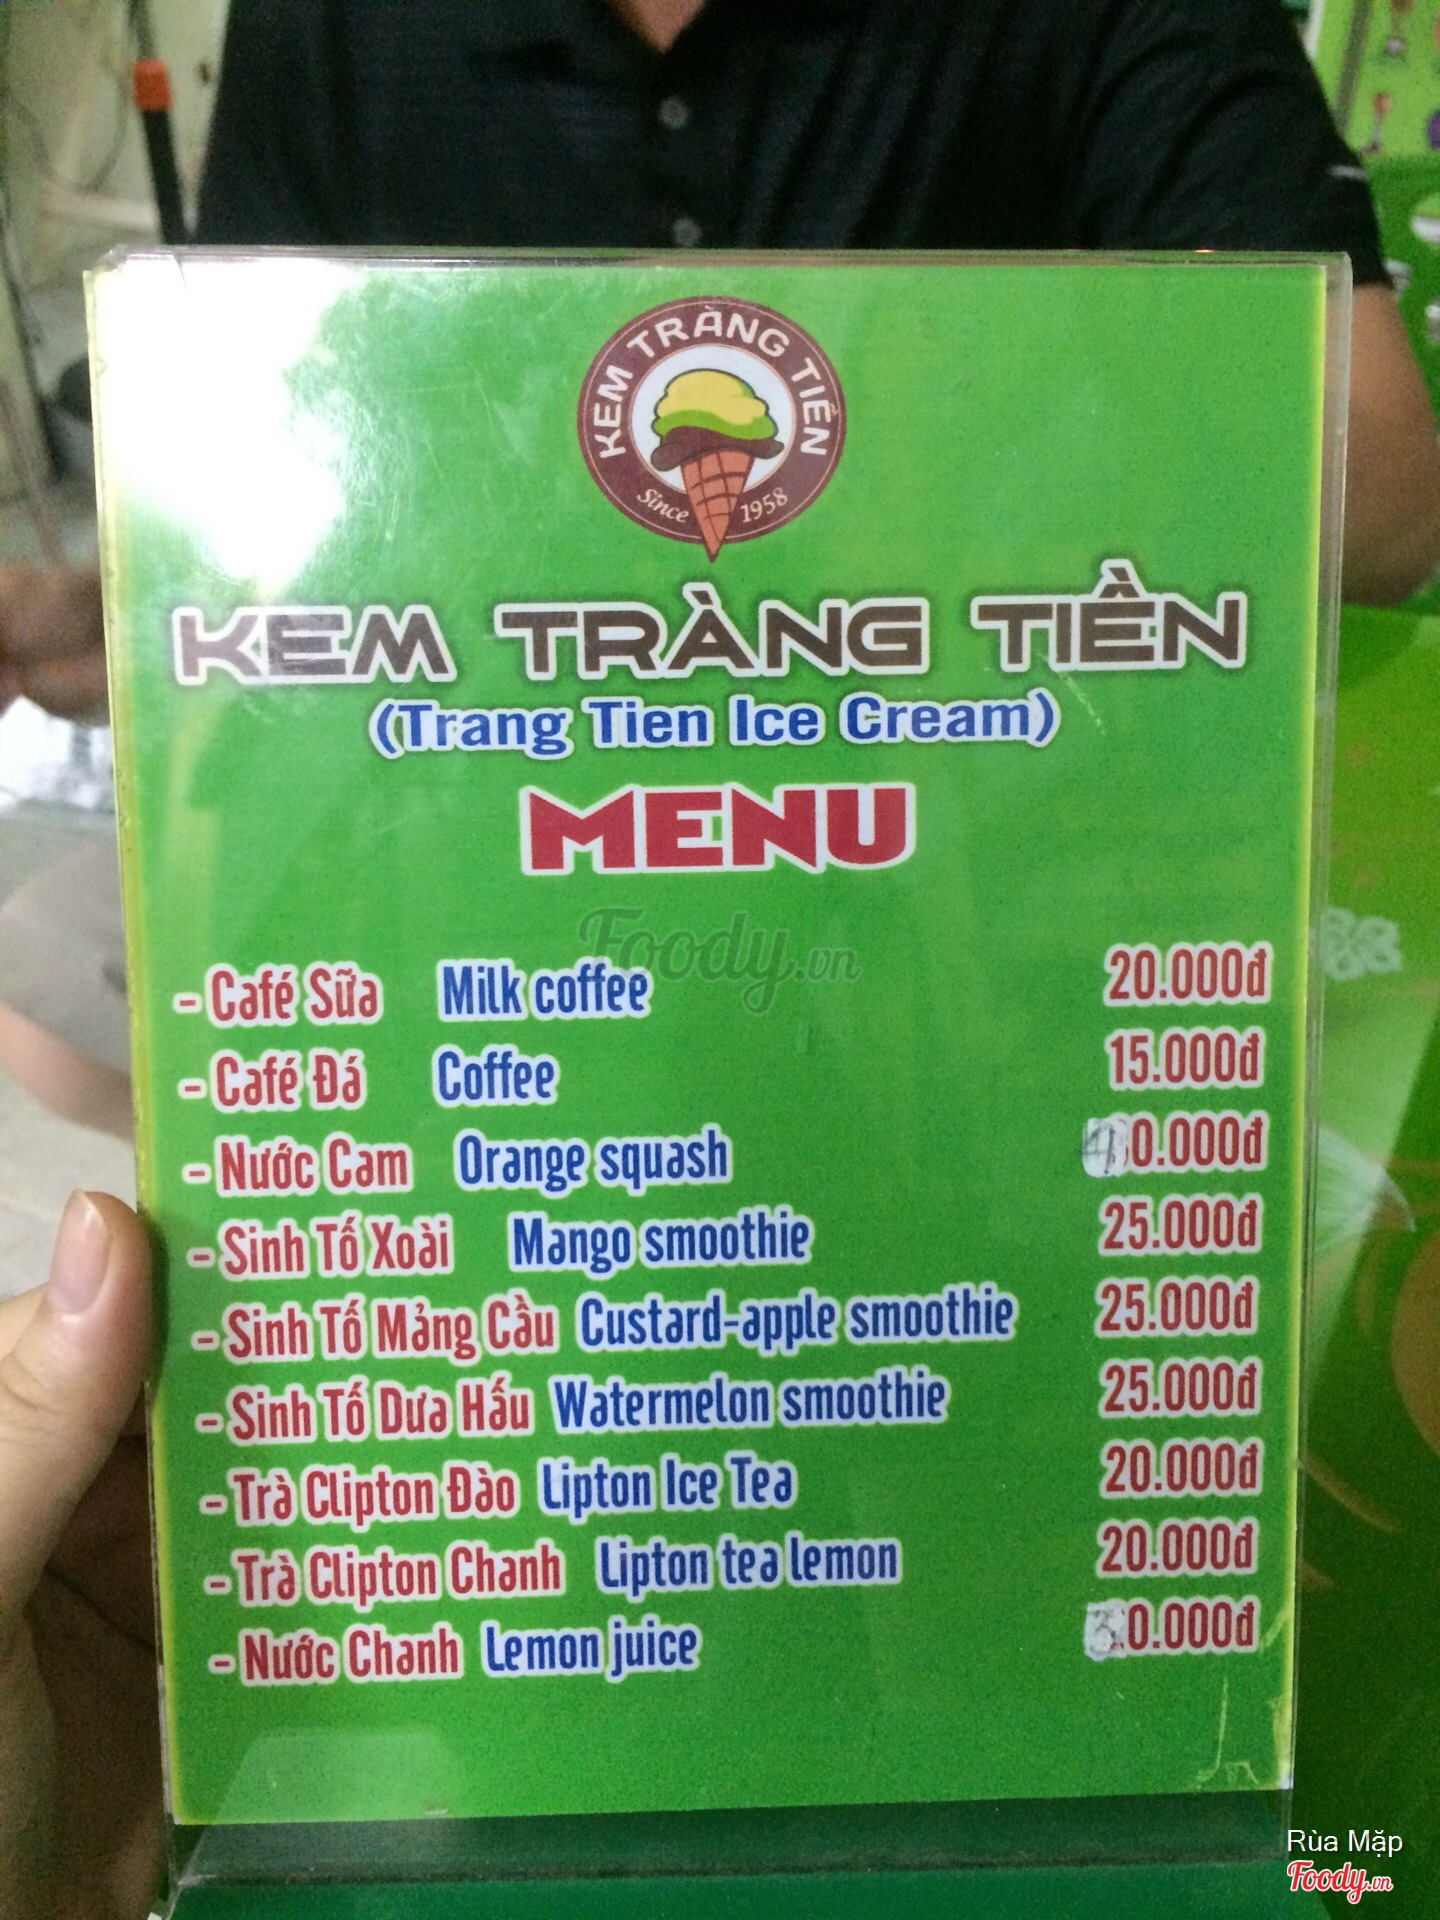 KEM TRÀNG TIỀN
Since 1958
KEM TRÀNG TIỀN
(Trang Tien Ice Cream)
MENU
Foody.vn
- Café Sữa Milk coffee 20.000đ
- Café Đá Coffee 15.000đ
- Nước Cam Orange squash 0.000đ
- Sinh Tố Xoài Mango smoothie 25.000đ
- Sinh Tố Mảng Cầu Custard-apple smoothie 25.000đ
- Sinh Tố Dưa Hấu Watermelon smoothie 25.000đ
- Trà Clipton Đào Lipton Ice Tea 20.000đ
- Trà Clipton Chanh Lipton tea lemon 20.000đ
- Nước Chanh Lemon juice 30.000đ
Rùa Mập
Foody.vn